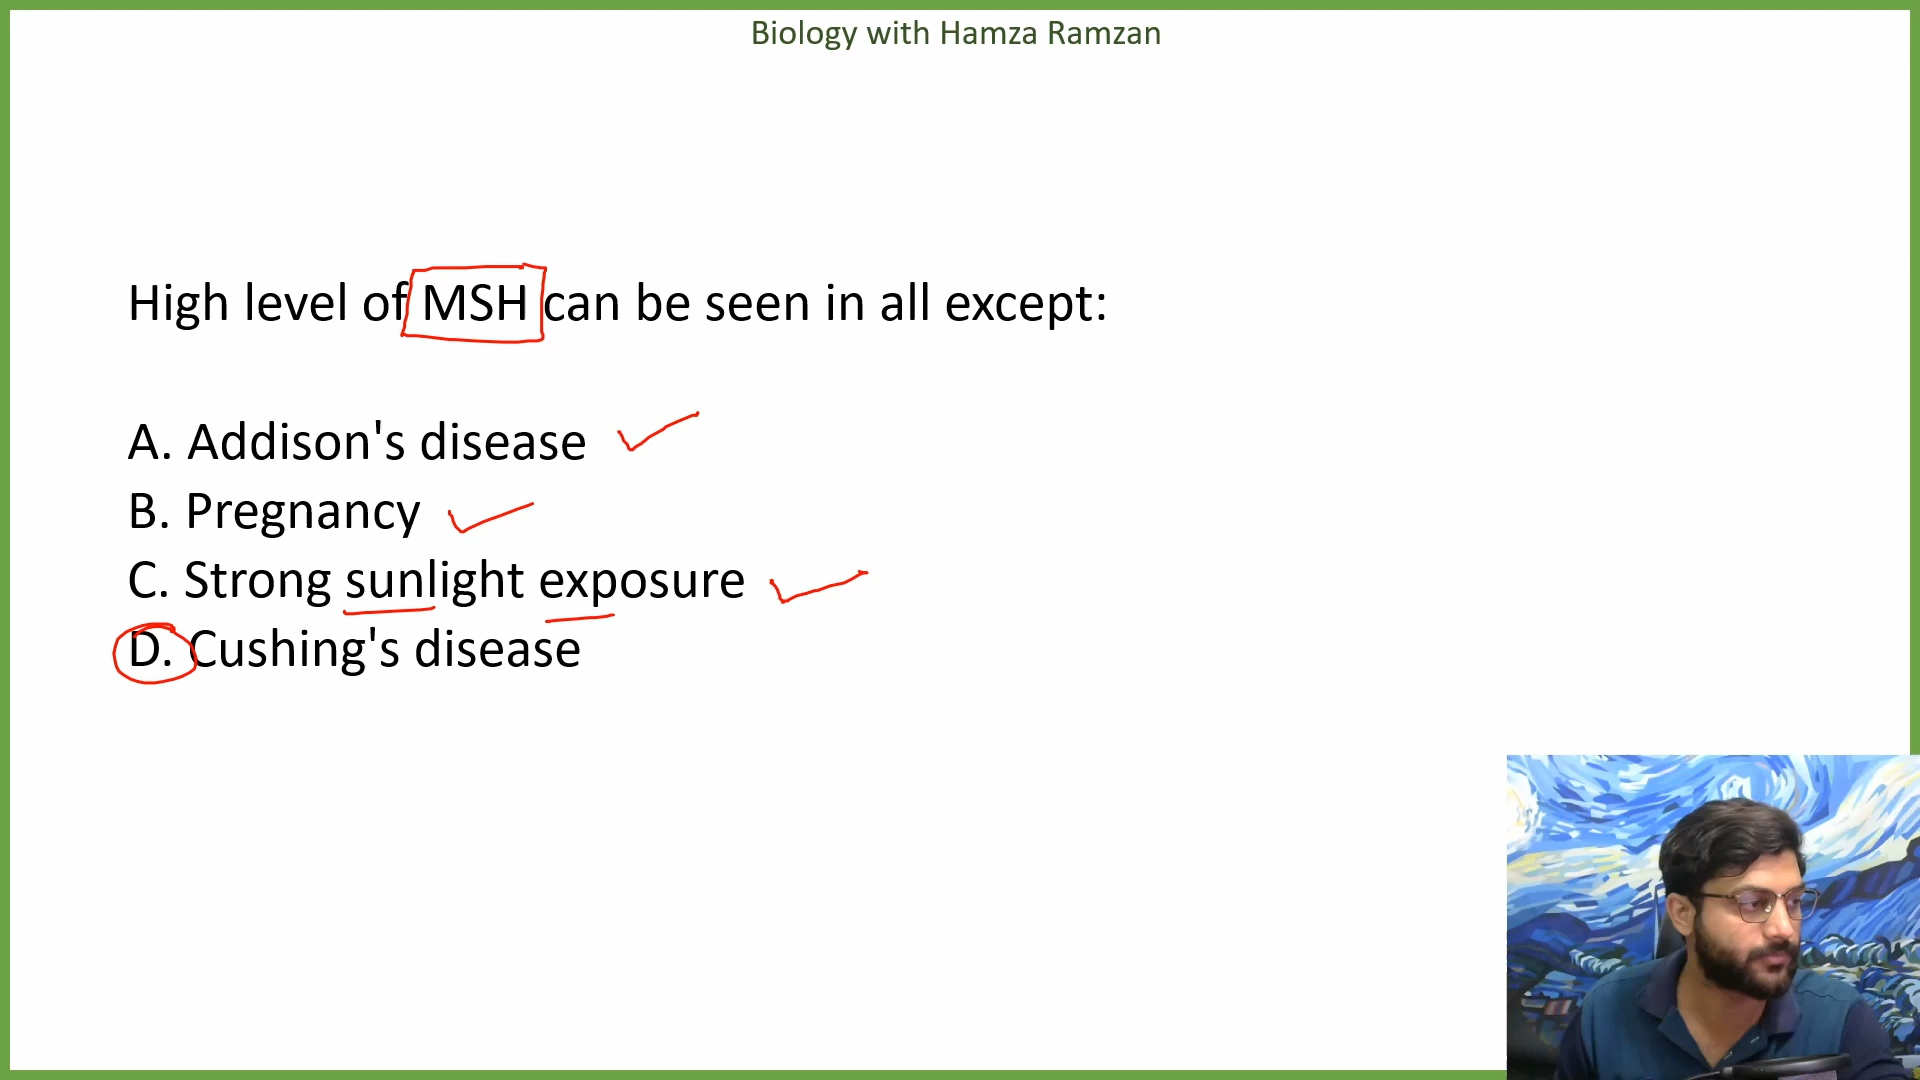 Biology with Hamza Ramzan
High level of MSH can be seen in all except:
A. Addison's disease
B. Pregnancy
C. Strong sunlight exposure
D. Cushing's disease